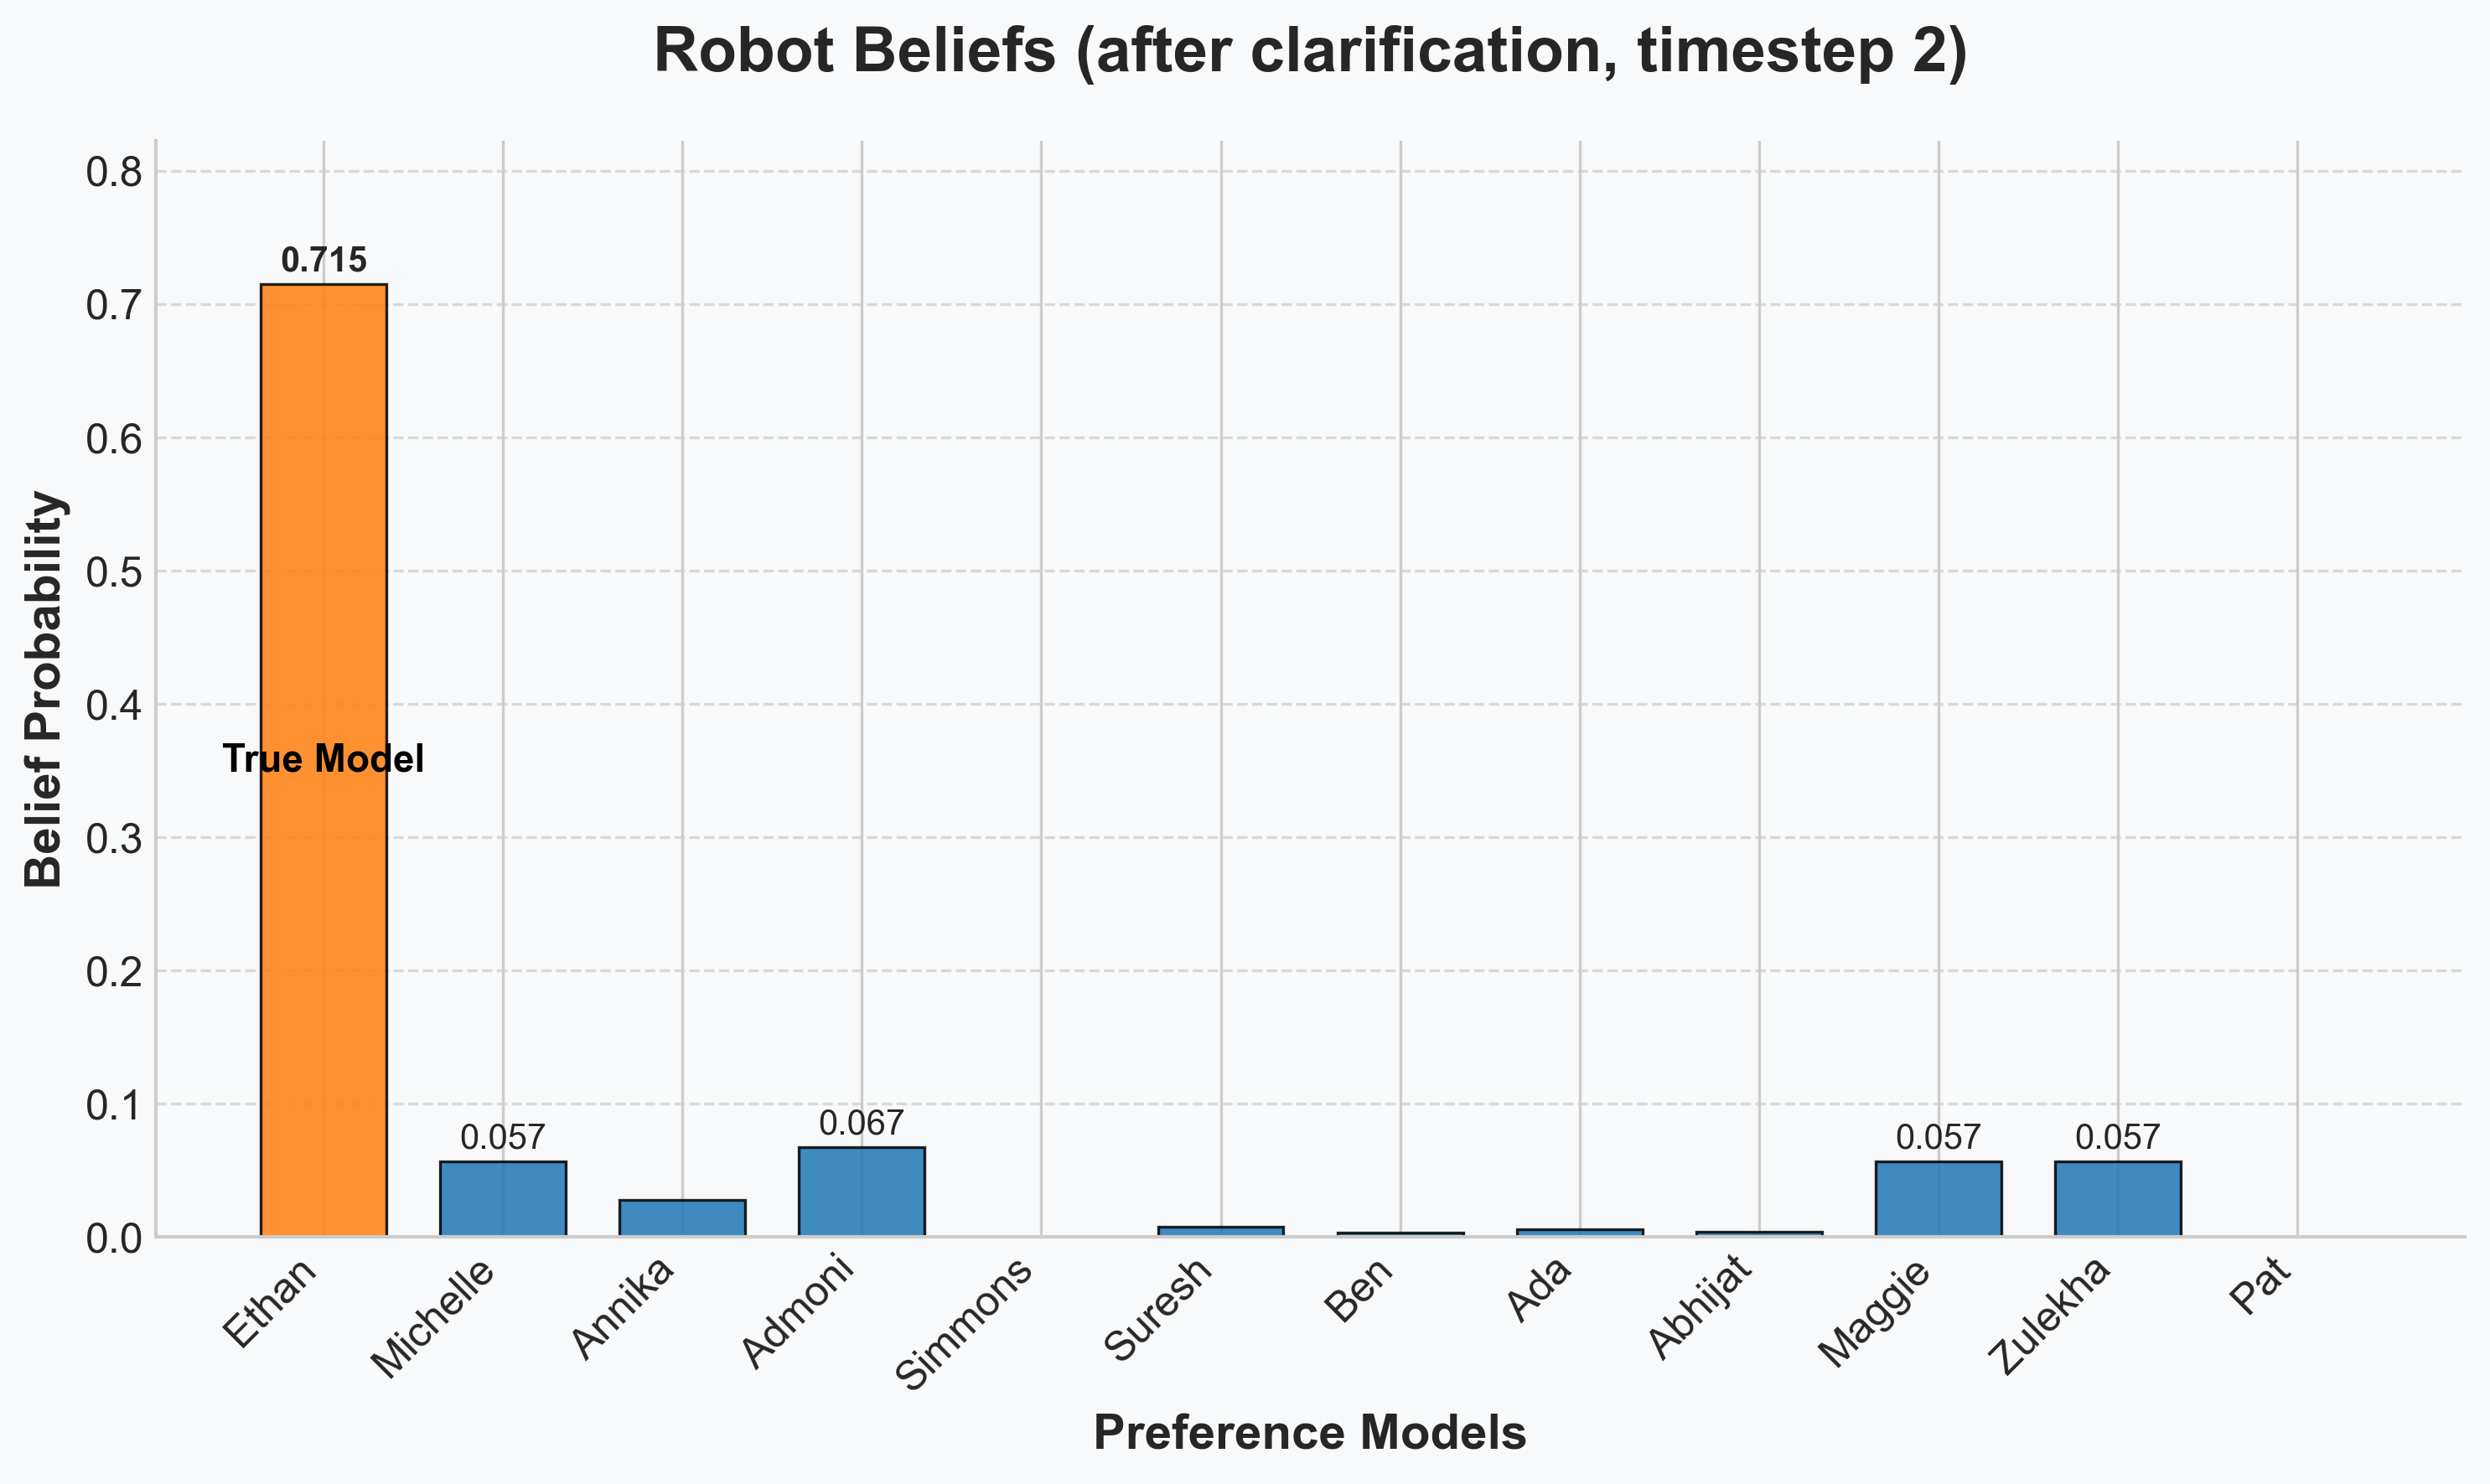 Robot Beliefs (after clarification, timestep 2)
Belief Probability
0.8
0.7
0.6
0.5
0.4
0.3
0.2
0.1
0.0
0.715
True Model
0.057
0.067
0.057
0.057
Ethan
Michelle
Annika
Admoni
Simmons
Suresh
Ben
Ada
Abhijat
Maggie
Zulekha
Pat
Preference Models